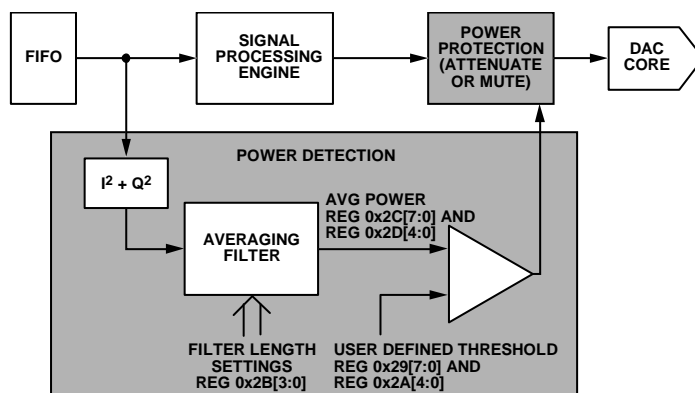 FIFO
SIGNAL
PROCESSING
ENGINE
POWER
PROTECTION
(ATTENUATE
OR MUTE)
DAC
CORE
POWER DETECTION
I² + Q²
AVERAGING
FILTER
AVG POWER
REG 0x2C[7:0] AND
REG 0x2D[4:0]
FILTER LENGTH
SETTINGS
REG 0x2B[3:0]
USER DEFINED THRESHOLD
REG 0x29[7:0] AND
REG 0x2A[4:0]